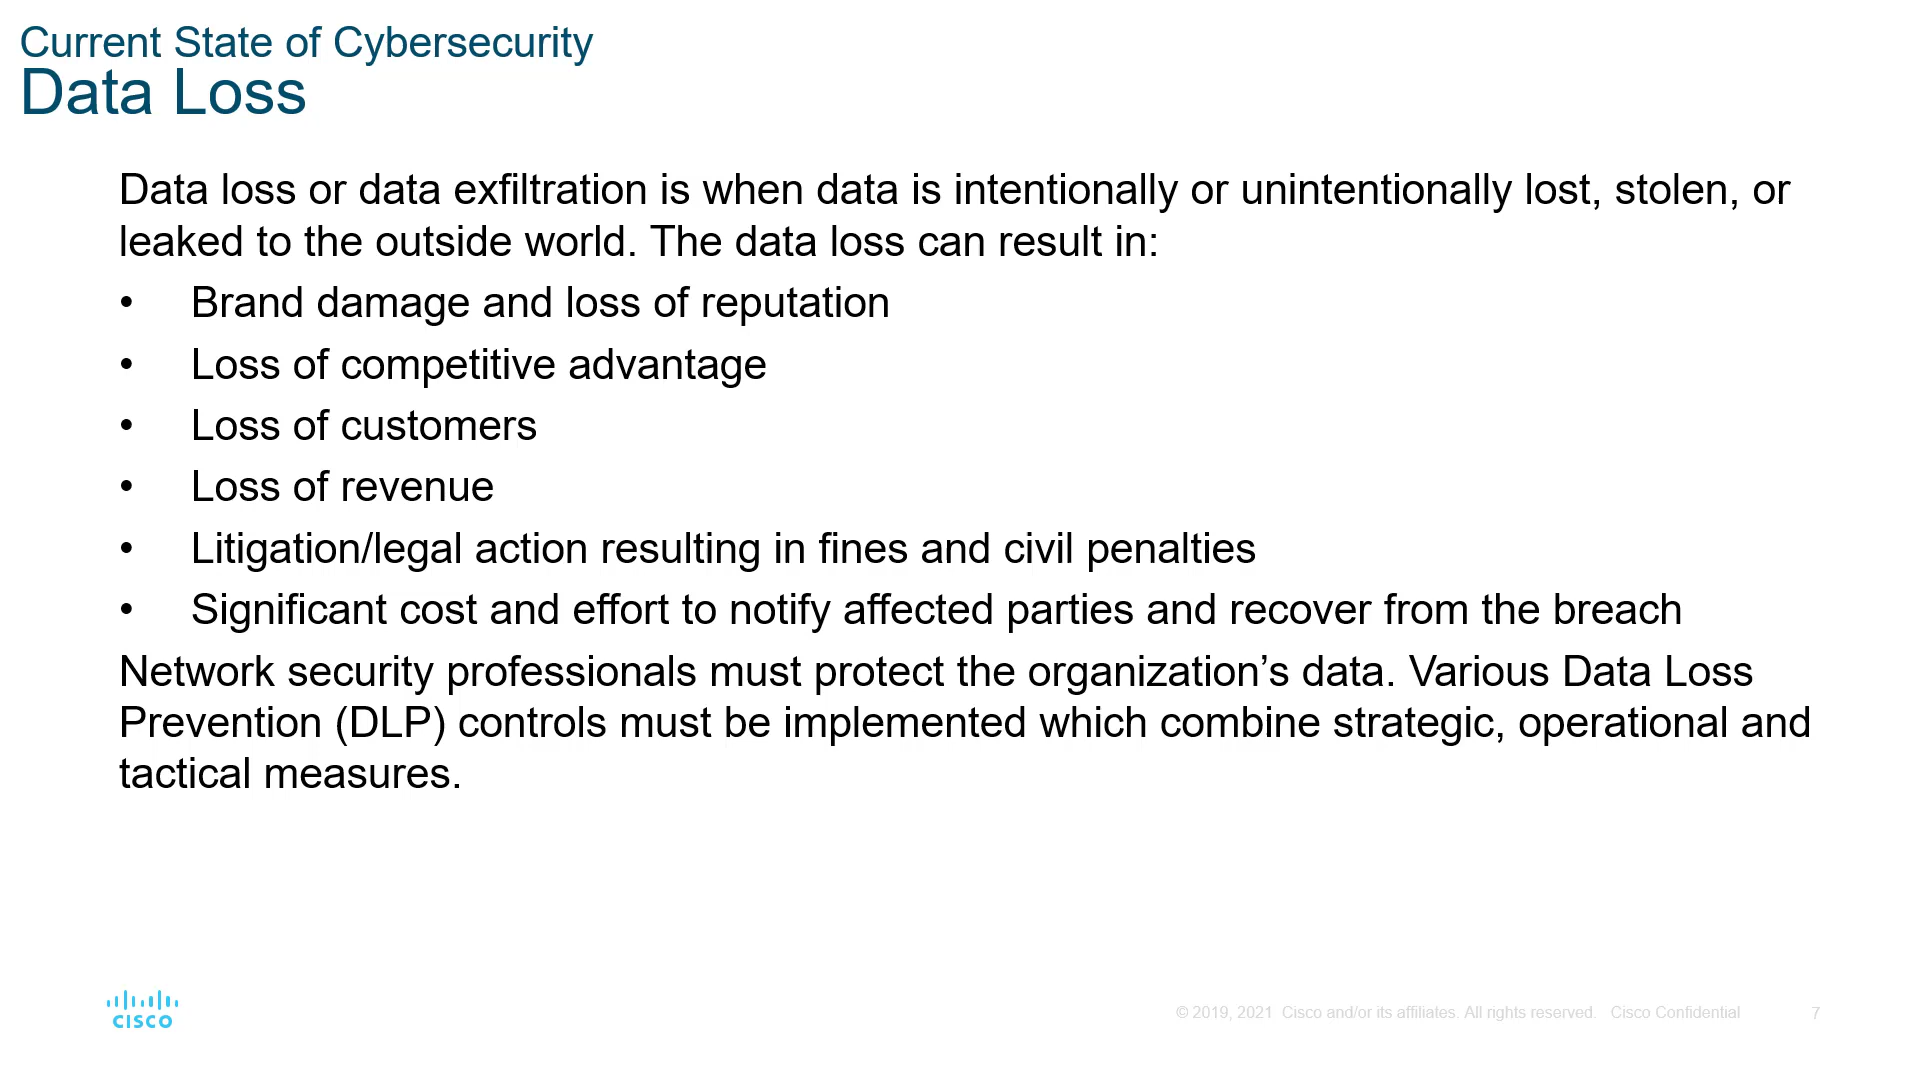 Current State of Cybersecurity
Data Loss
Data loss or data exfiltration is when data is intentionally or unintentionally lost, stolen, or
leaked to the outside world. The data loss can result in:
• Brand damage and loss of reputation
• Loss of competitive advantage
• Loss of customers
• Loss of revenue
• Litigation/legal action resulting in fines and civil penalties
• Significant cost and effort to notify affected parties and recover from the breach
Network security professionals must protect the organization’s data. Various Data Loss
Prevention (DLP) controls must be implemented which combine strategic, operational and
tactical measures.
CISCO
© 2019, 2021 Cisco and/or its affiliates. All rights reserved. Cisco Confidential 7